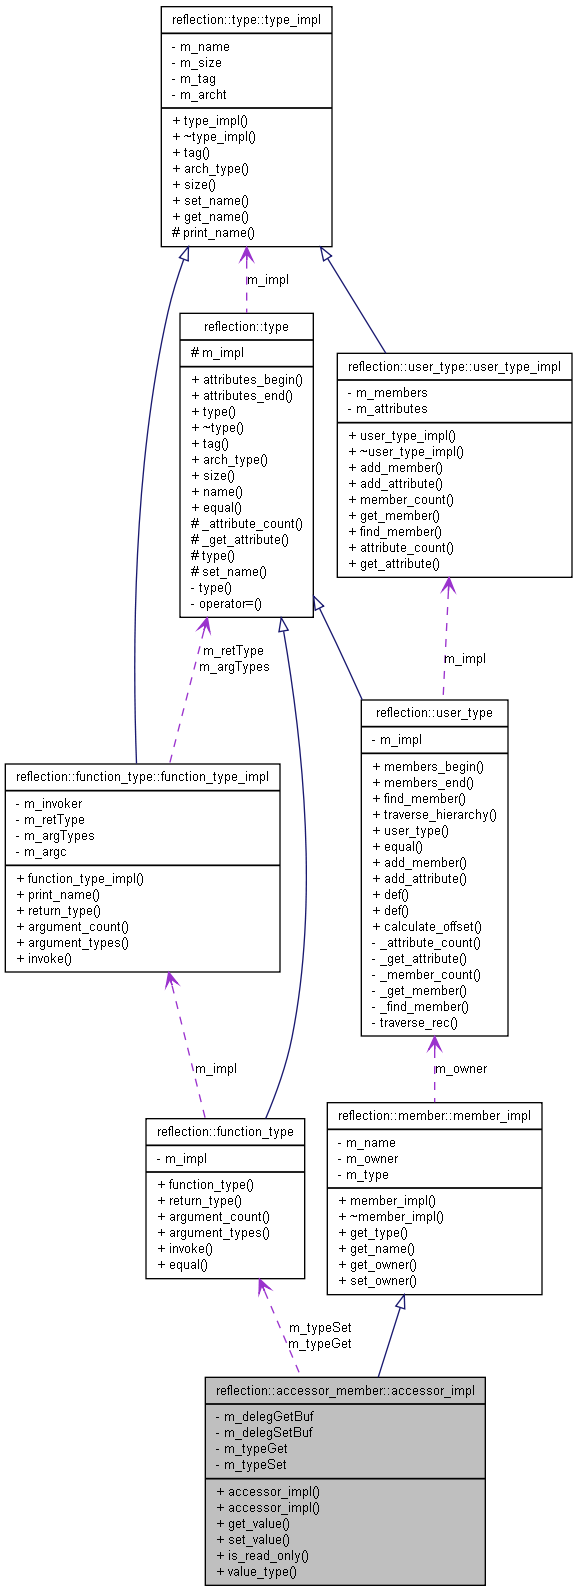 reflection::type::type_impl
- m_name
- m_size
- m_tag
- m_archt
+ type_impl()
+ ~type_impl()
+ tag()
+ arch_type()
+ size()
+ set_name()
+ get_name()
# print_name()
m_impl
reflection::type
# m_impl
+ attributes_begin()
+ attributes_end()
+ type()
+ ~type()
+ tag()
+ arch_type()
+ size()
+ name()
+ equal()
# _attribute_count()
# _get_attribute()
# type()
# set_name()
- type()
- operator=()
reflection::user_type::user_type_impl
- m_members
- m_attributes
+ user_type_impl()
+ ~user_type_impl()
+ add_member()
+ add_attribute()
+ member_count()
+ get_member()
+ find_member()
+ attribute_count()
+ get_attribute()
m_retType
m_argTypes
m_impl
reflection::user_type
- m_impl
+ members_begin()
+ members_end()
+ find_member()
+ traverse_hierarchy()
+ user_type()
+ equal()
+ add_member()
+ add_attribute()
+ def()
+ def()
+ calculate_offset()
- _attribute_count()
- _get_attribute()
- _member_count()
- _get_member()
- _find_member()
- traverse_rec()
reflection::function_type::function_type_impl
- m_invoker
- m_retType
- m_argTypes
- m_argc
+ function_type_impl()
+ print_name()
+ return_type()
+ argument_count()
+ argument_types()
+ invoke()
m_impl
m_owner
reflection::function_type
- m_impl
+ function_type()
+ return_type()
+ argument_count()
+ argument_types()
+ invoke()
+ equal()
reflection::member::member_impl
- m_name
- m_owner
- m_type
+ member_impl()
+ ~member_impl()
+ get_type()
+ get_name()
+ get_owner()
+ set_owner()
m_typeSet
m_typeGet
reflection::accessor_member::accessor_impl
- m_delegGetBuf
- m_delegSetBuf
- m_typeGet
- m_typeSet
+ accessor_impl()
+ accessor_impl()
+ get_value()
+ set_value()
+ is_read_only()
+ value_type()